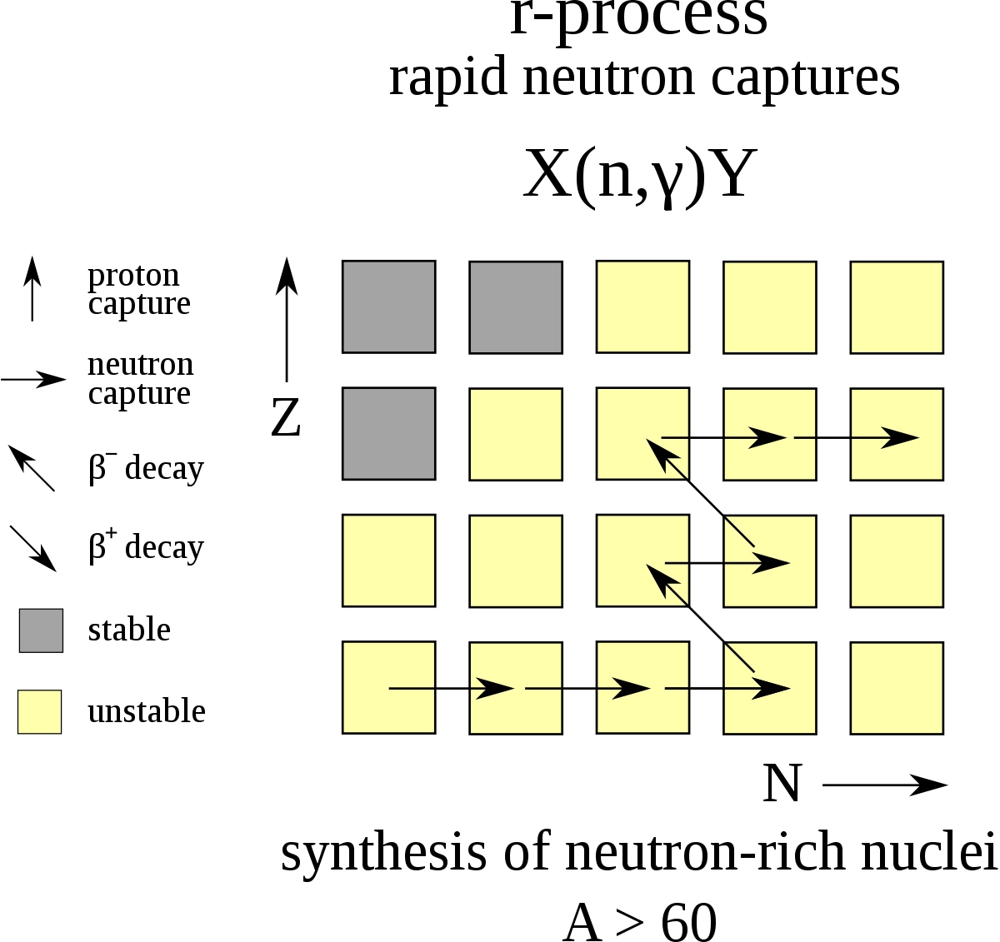 r-process
rapid neutron captures
X(n,γ)Y
proton
capture
neutron
capture
β⁻ decay
β⁺ decay
stable
unstable
Z
N
synthesis of neutron-rich nuclei
A > 60